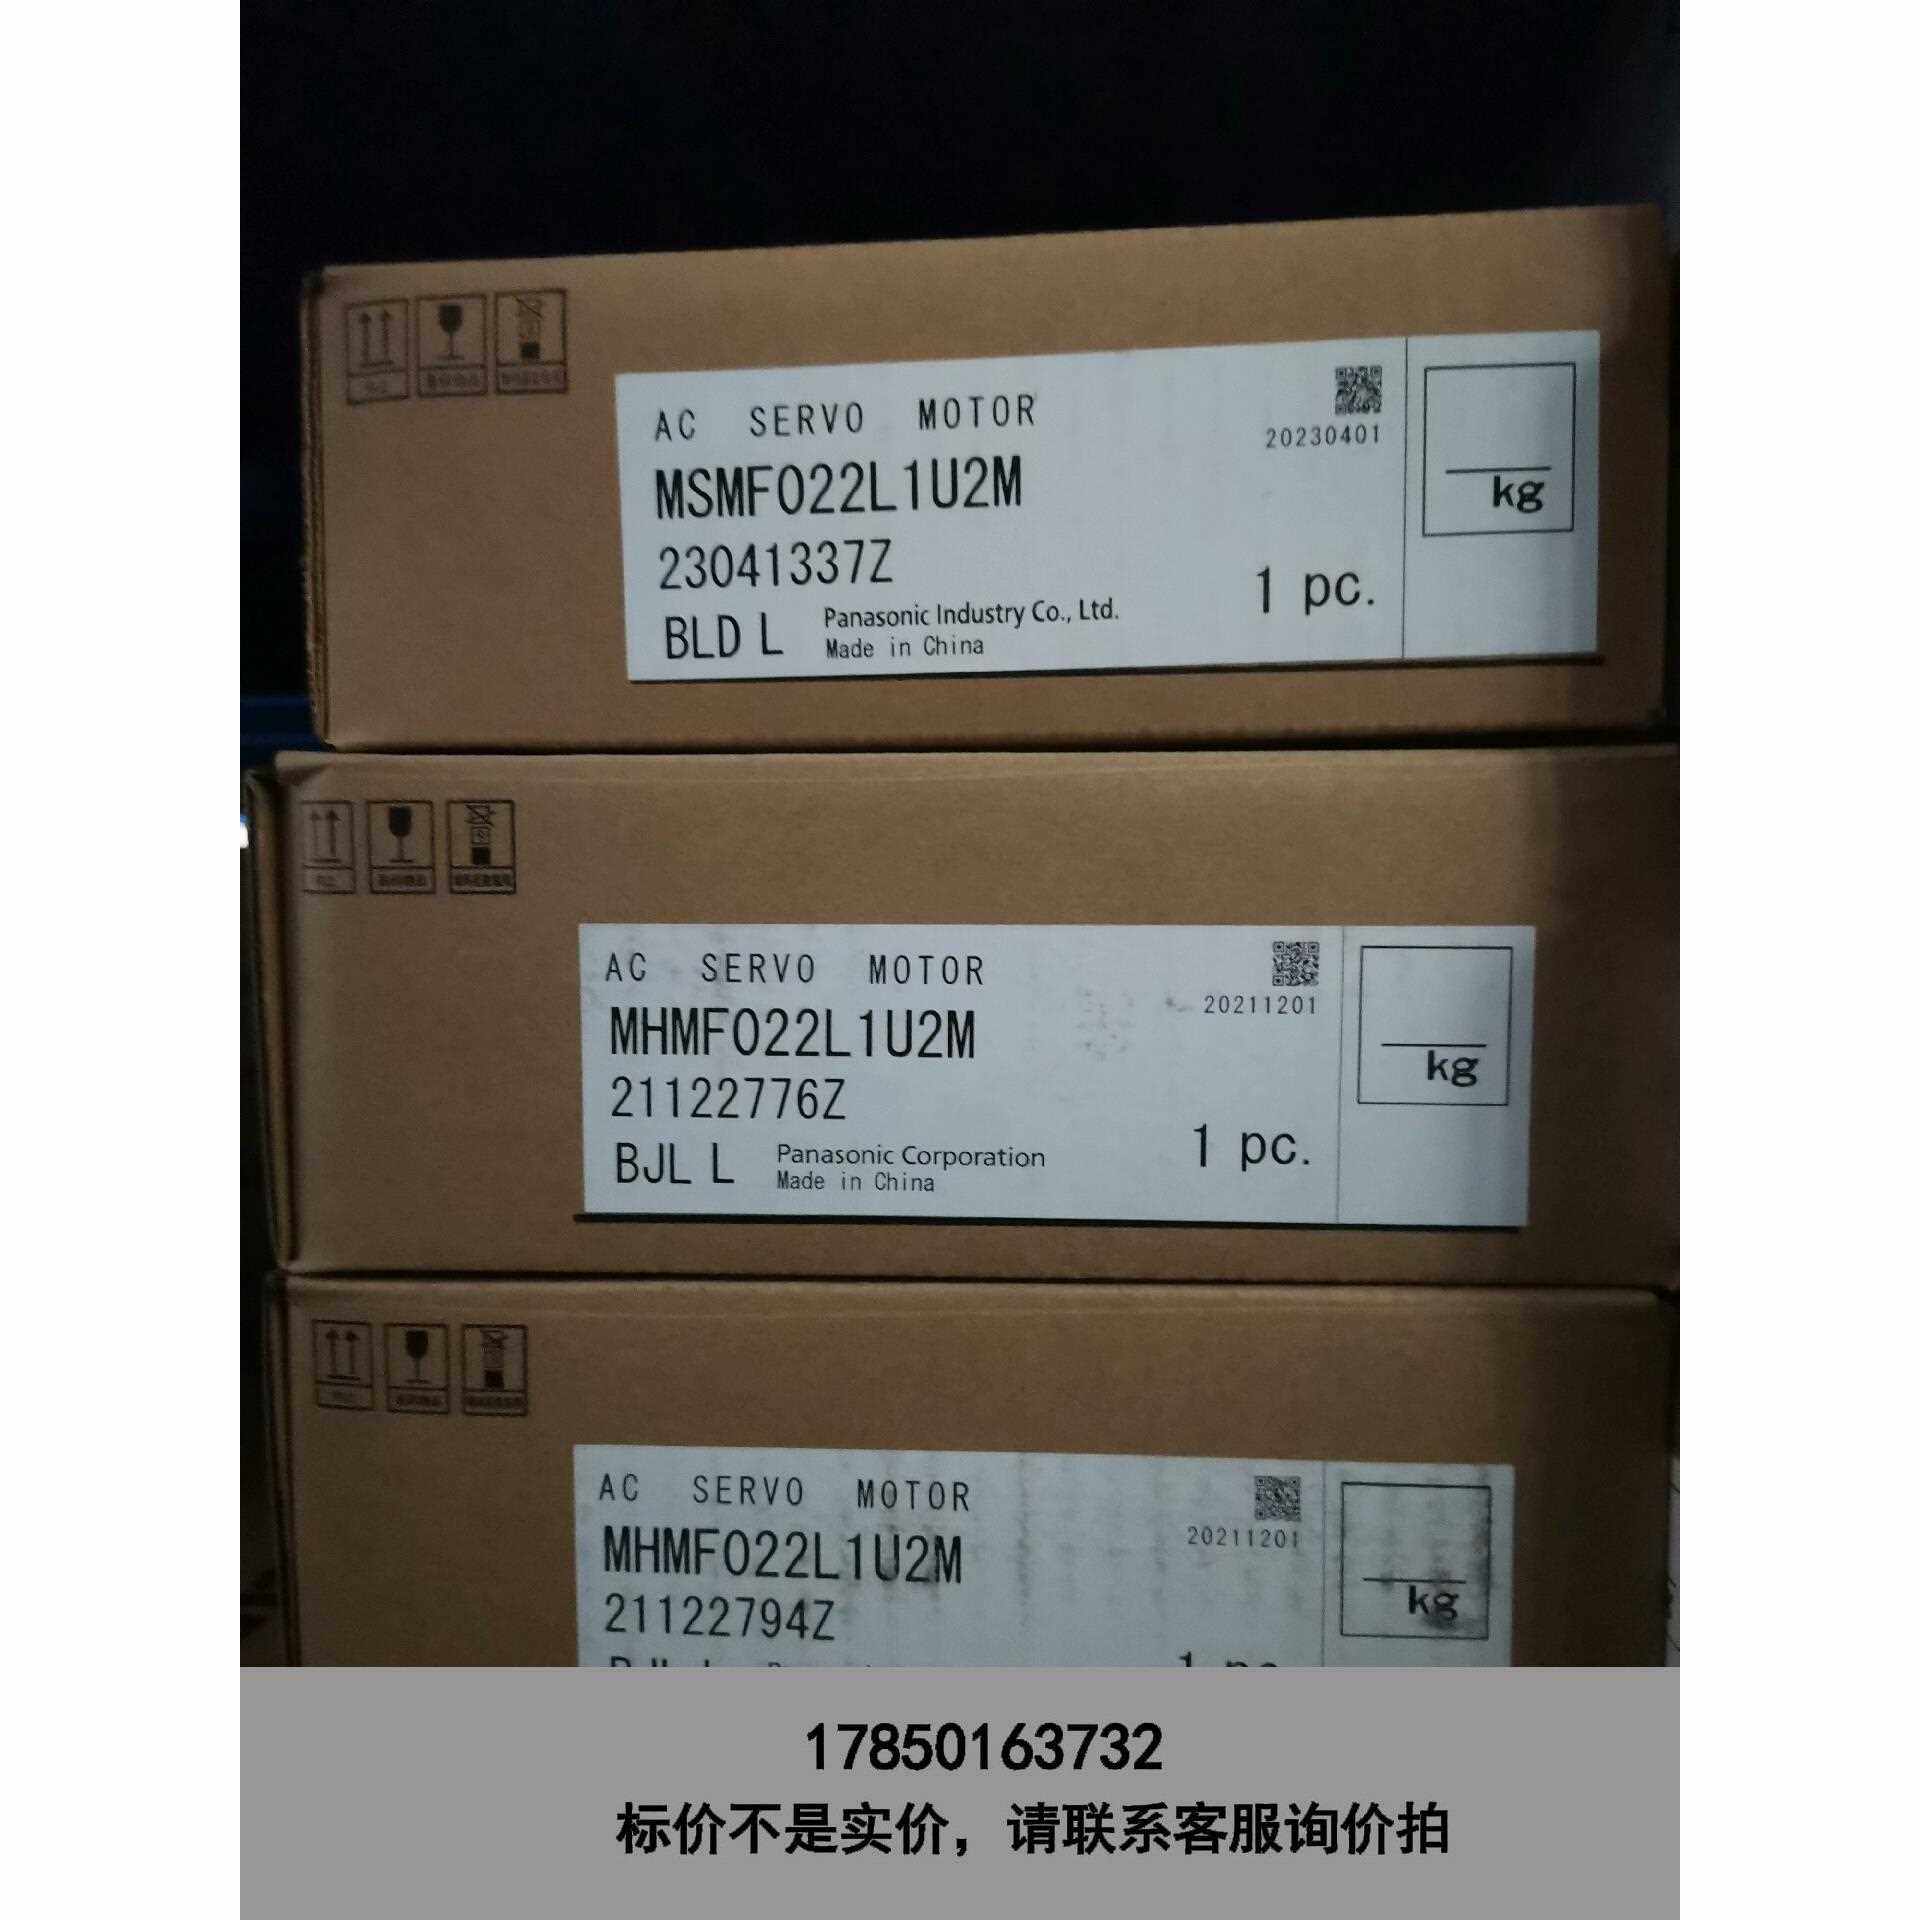 AC SERVO MOTOR
20230401
MSMF022L1U2M
kg
23041337Z
1 pc.
BLD L
Panasonic Industry Co., Ltd.
Made in China
AC SERVO MOTOR
20211201
MHMF022L1U2M
kg
21122776Z
1 pc.
BJL L
Panasonic Corporation
Made in China
AC SERVO MOTOR
20211201
MHMF022L1U2M
kg
21122794Z
17850163732
标价不是实价，请联系客服询价拍